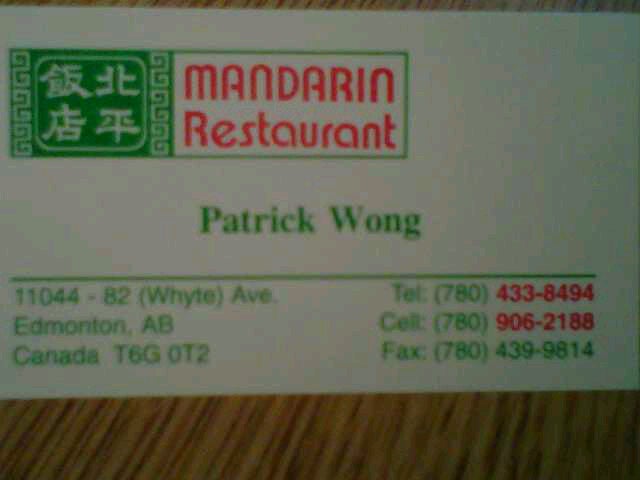 北平
飯店
MANDARIN
Restaurant
Patrick Wong
11044 - 82 (Whyte) Ave.
Edmonton, AB
Canada T6G 0T2
Tel: (780) 433-8494
Cell: (780) 906-2188
Fax: (780) 439-9814